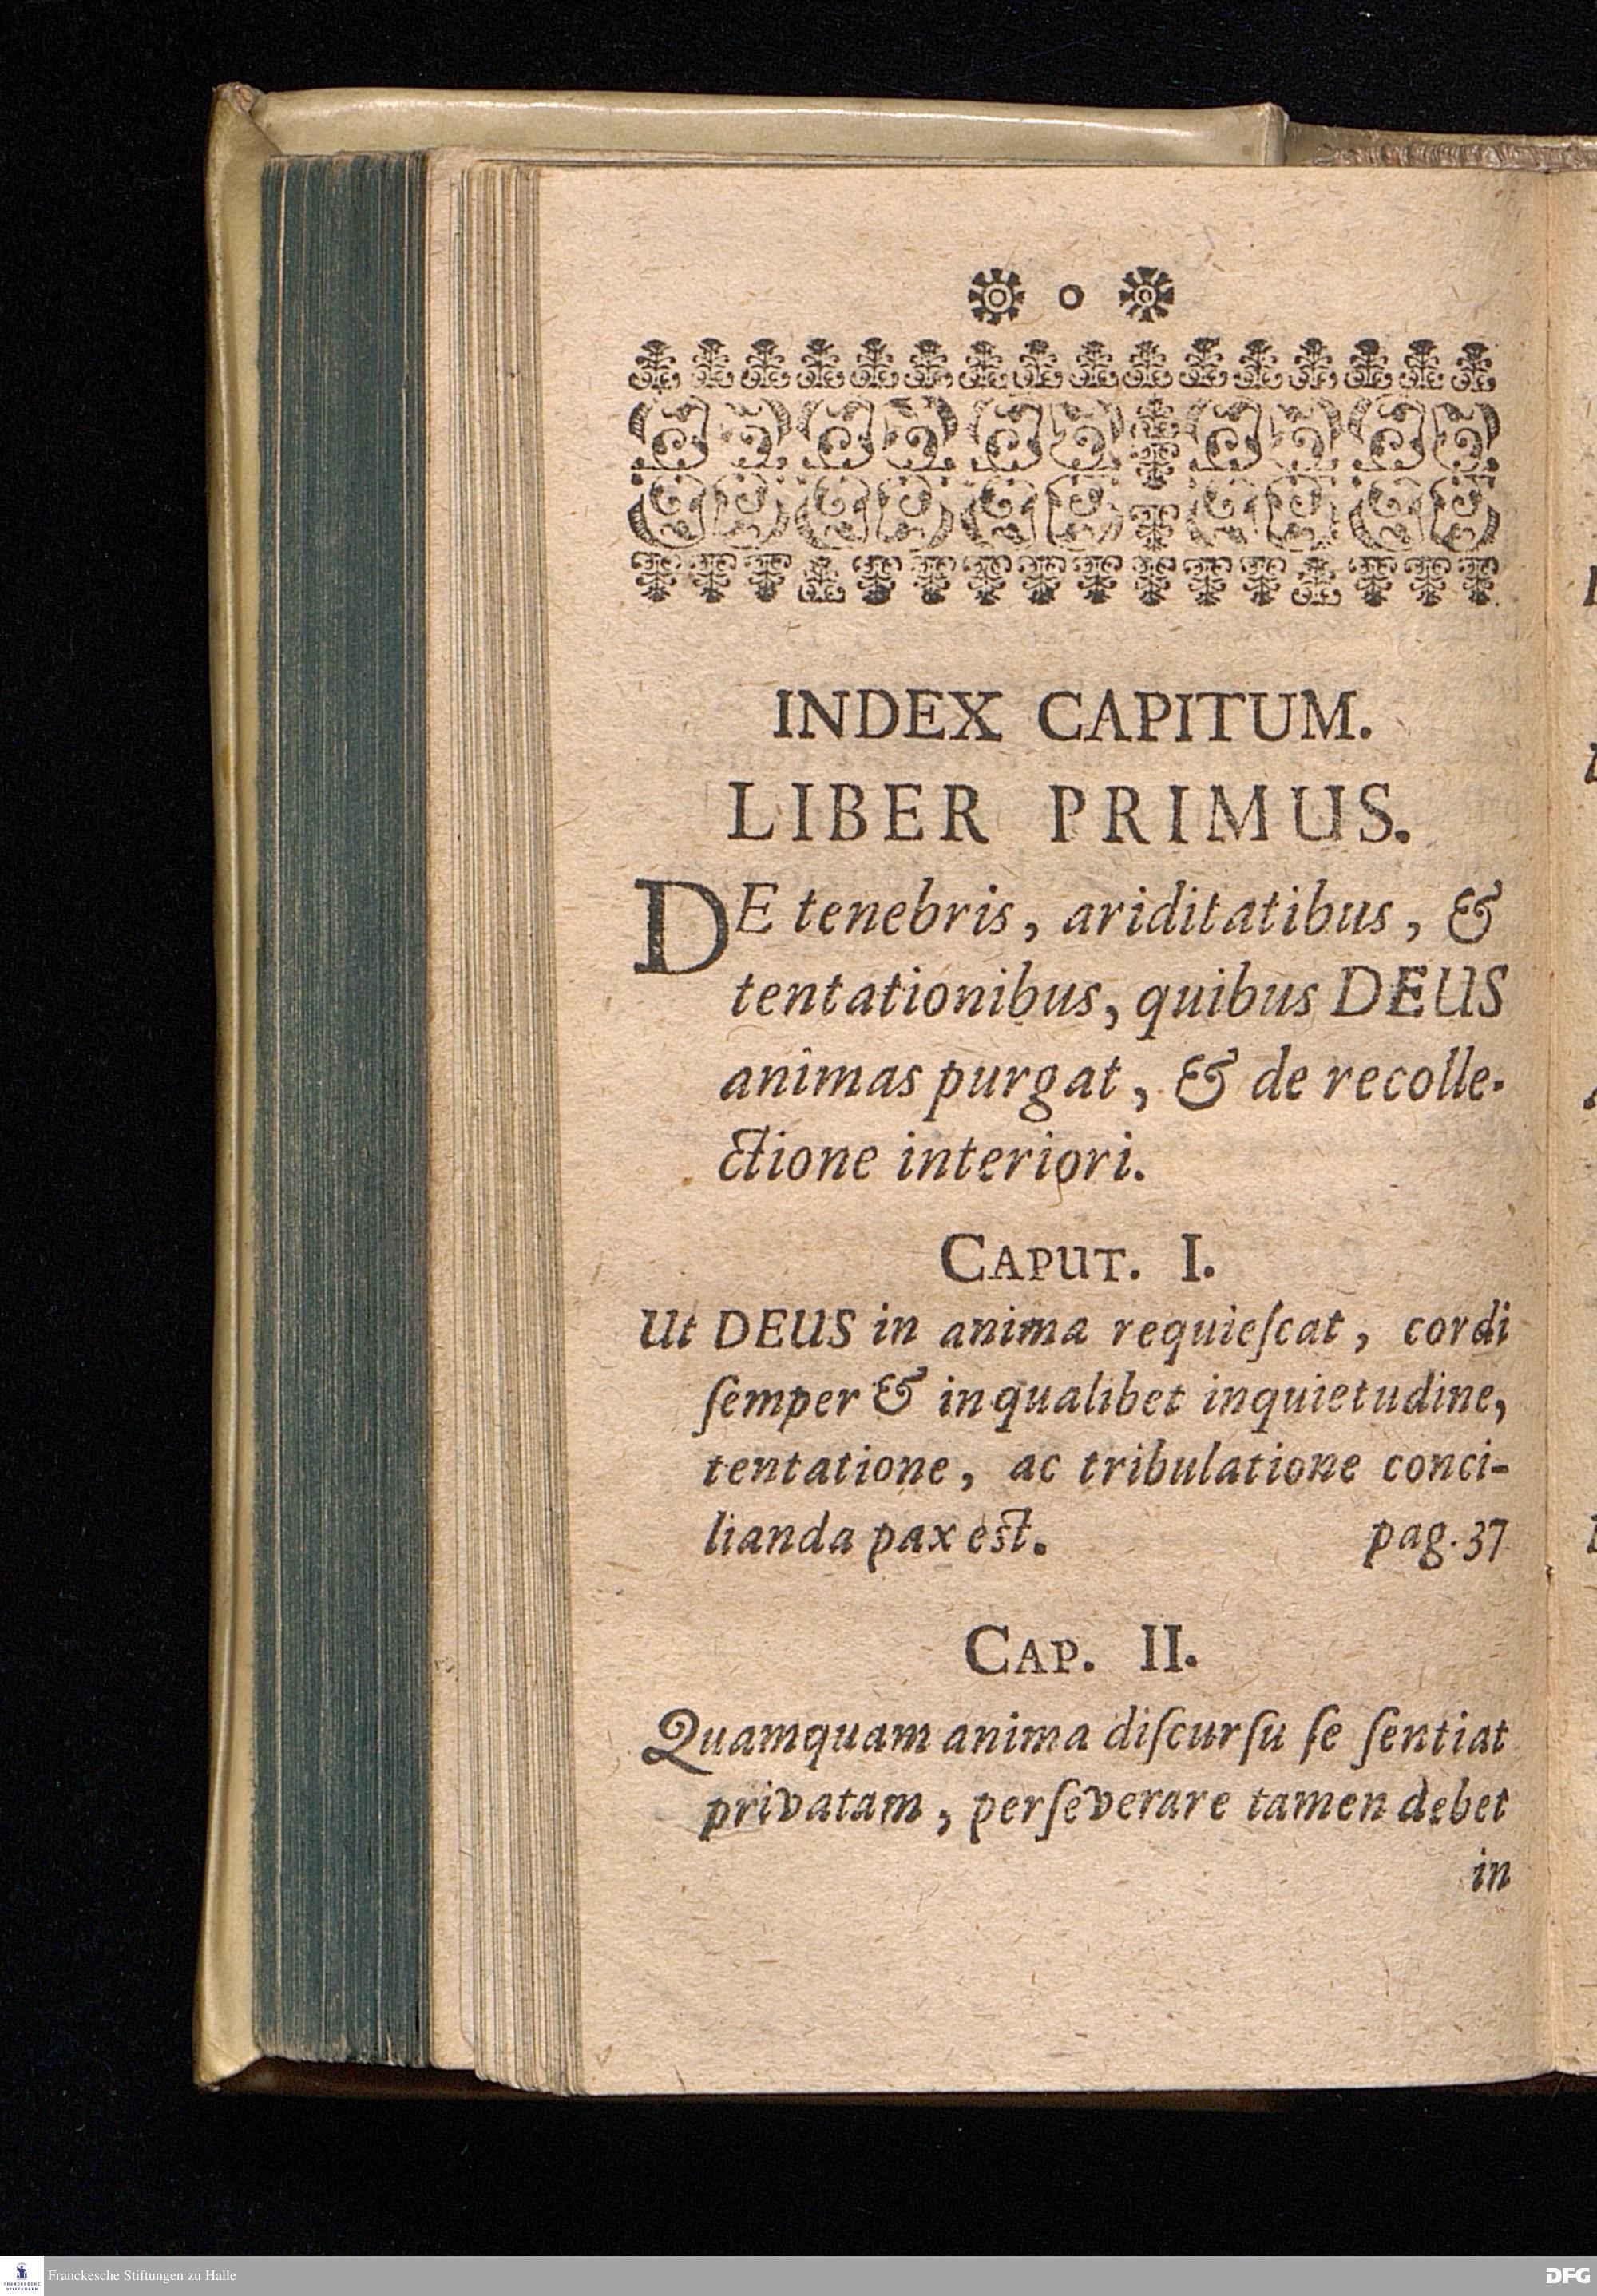 INDEX CAPITUM.
LIBER PRIMUS.
DE tenebris, ariditatibus, &
tentationibus, quibus DEUS
animas purgat, & de recolle-
ctione interiori.
CAPUT. I.
Ut DEUS in anima requieſcat, cordi
ſemper & in qualibet inquietudine,
tentatione, ac tribulatione conci-
lianda pax est. pag. 37
CAP. II.
Quamquam anima diſcurſu ſe ſentiat
privatam, perſeverare tamen debet
in
Franckesche Stiftungen zu Halle
FRANCKESCHE
STIFTUNGEN
DFG